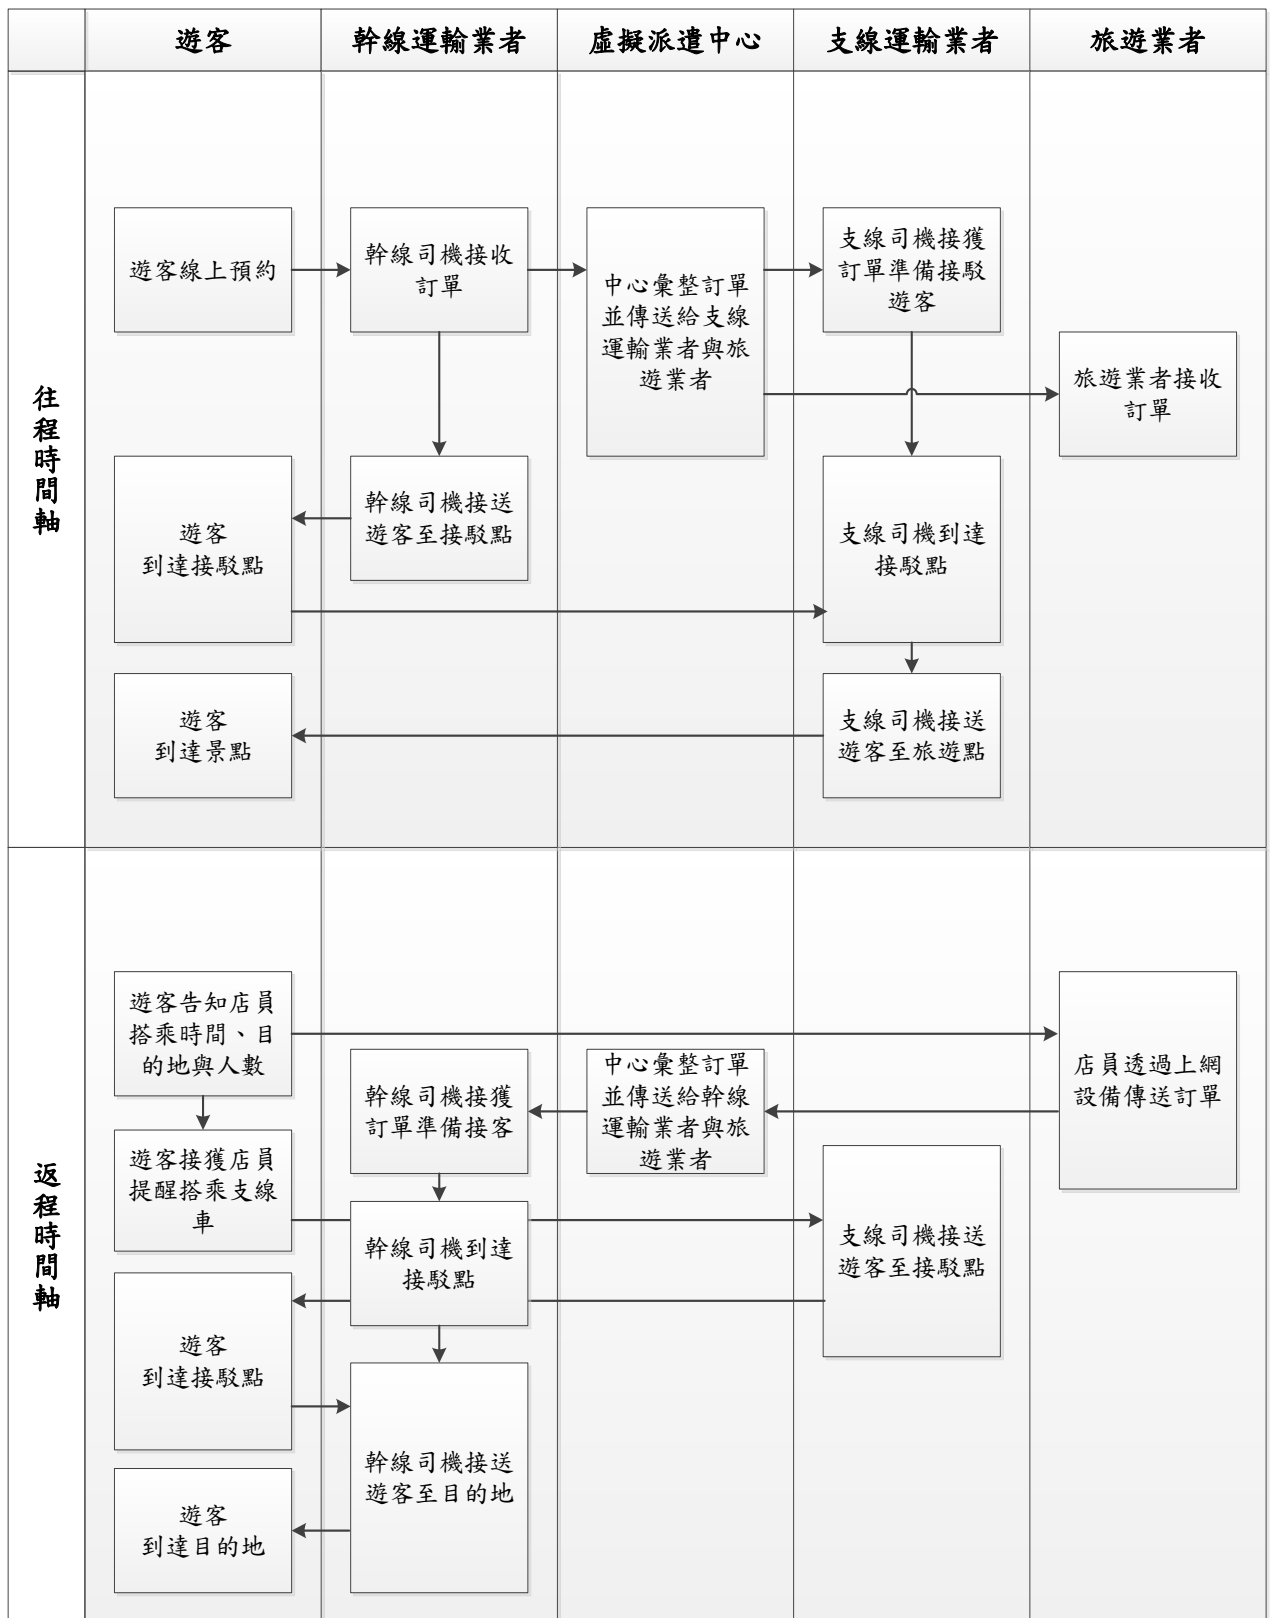 遊客
幹線運輸業者
虛擬派遣中心
支線運輸業者
旅遊業者
往程時間軸
遊客線上預約
幹線司機接收
訂單
中心彙整訂單
並傳送給支線
運輸業者與旅
遊業者
支線司機接獲
訂單準備接駁
遊客
旅遊業者接收
訂單
遊客
到達接駁點
幹線司機接送
遊客至接駁點
支線司機到達
接駁點
遊客
到達景點
支線司機接送
遊客至旅遊點
返程時間軸
遊客告知店員
搭乘時間、目
的地與人數
店員透過上網
設備傳送訂單
中心彙整訂單
並傳送給幹線
運輸業者與旅
遊業者
幹線司機接獲
訂單準備接客
遊客接獲店員
提醒搭乘支線
車
幹線司機到達
接駁點
支線司機接送
遊客至接駁點
遊客
到達接駁點
幹線司機接送
遊客至目的地
遊客
到達目的地